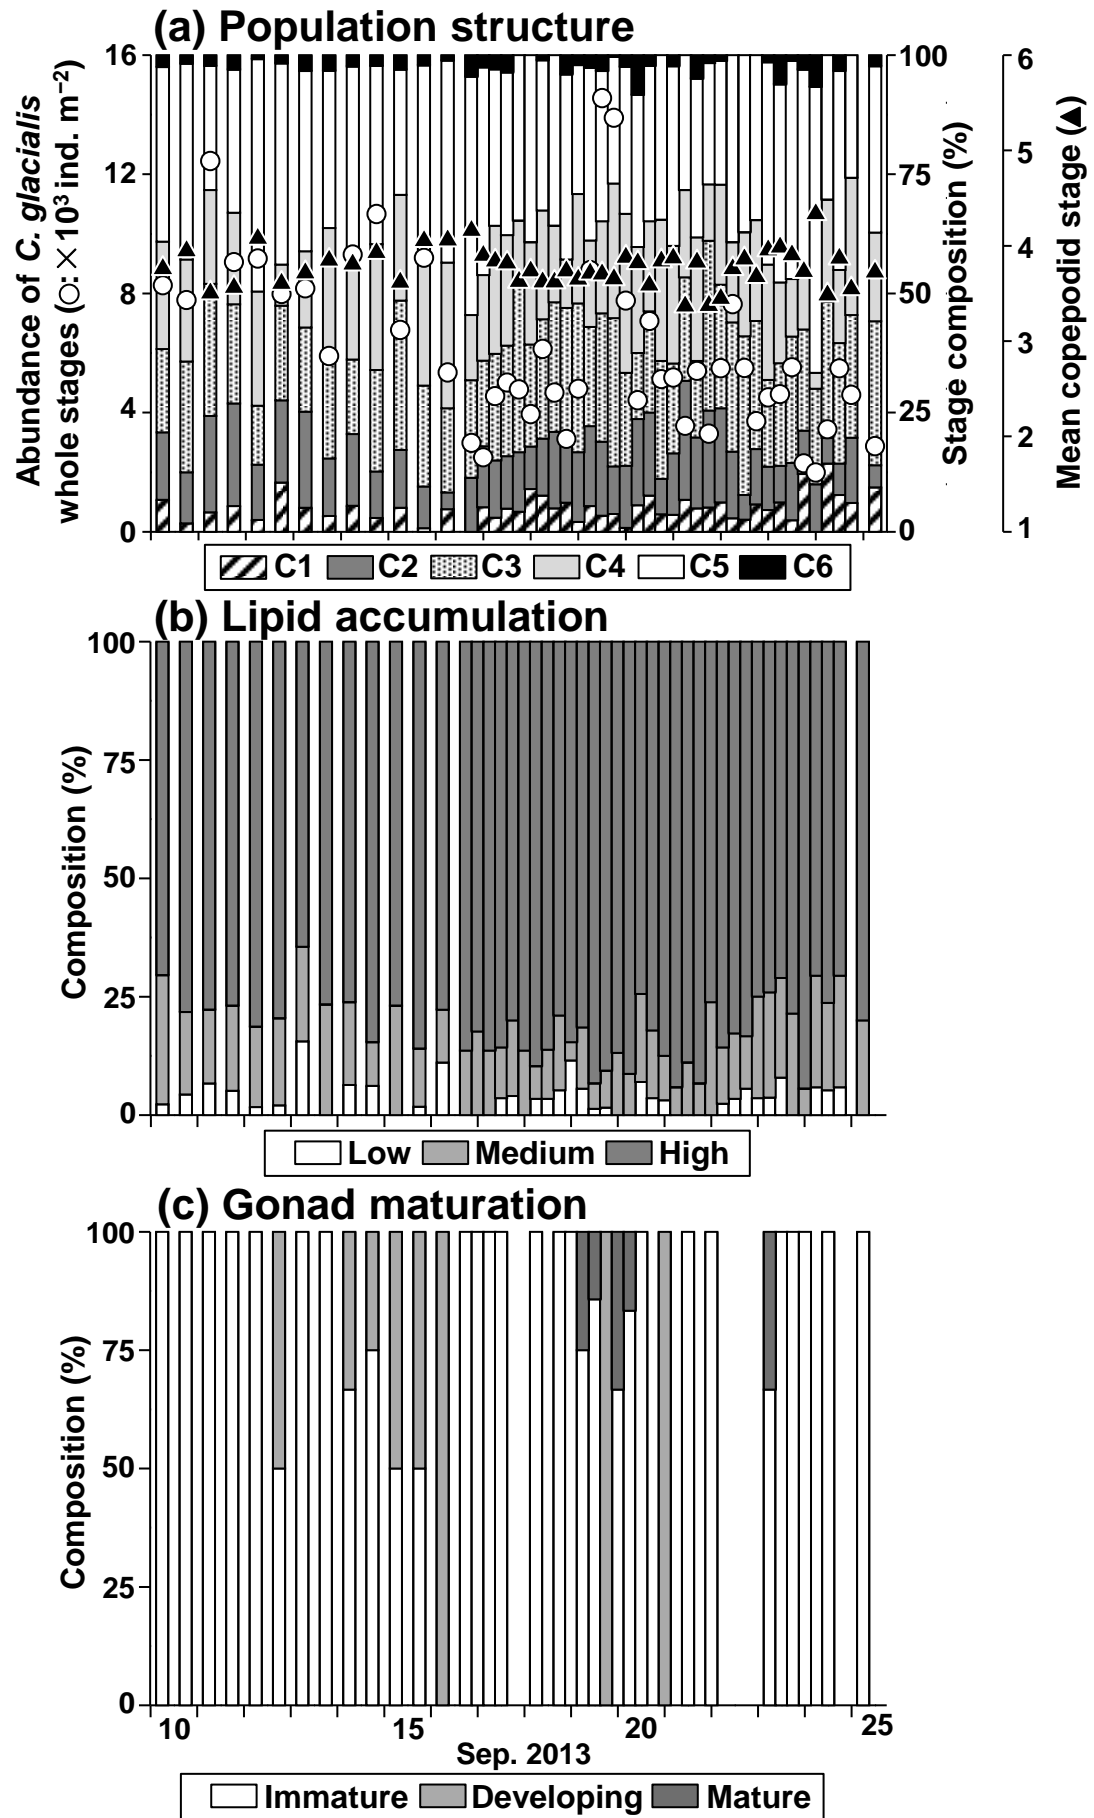 (a) Population structure
Abundance of C. glacialis
whole stages (○: ×10³ ind. m⁻²)
16
12
8
4
0
100
75
50
25
0
Stage composition (%)
6
5
4
3
2
1
Mean copepodid stage (▲)
C1 C2 C3 C4 C5 C6
(b) Lipid accumulation
Composition (%)
100
75
50
25
0
Low Medium High
(c) Gonad maturation
Composition (%)
100
75
50
25
0
10 15 20 25
Sep. 2013
Immature Developing Mature